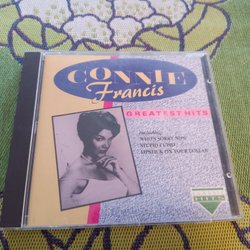 CONNIE
Francis
GREATEST HITS
including
WHO'S SORRY NOW
STUPID CUPID
LIPSTICK ON YOUR COLLAR